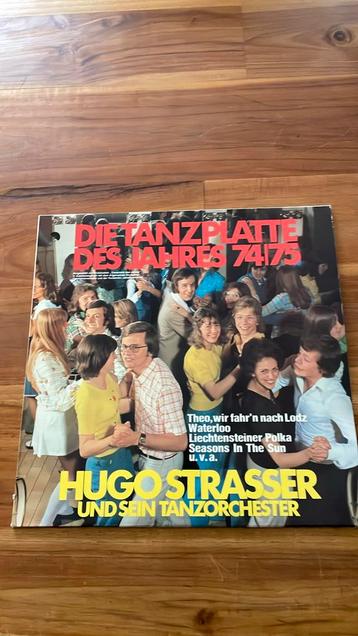 DIE TANZPLATTE
DES JAHRES 74/75
Theo, wir fahr'n nach Lodz
Waterloo
Liechtensteiner Polka
Seasons In The Sun
u.v.a.
HUGO STRASSER
UND SEIN TANZORCHESTER